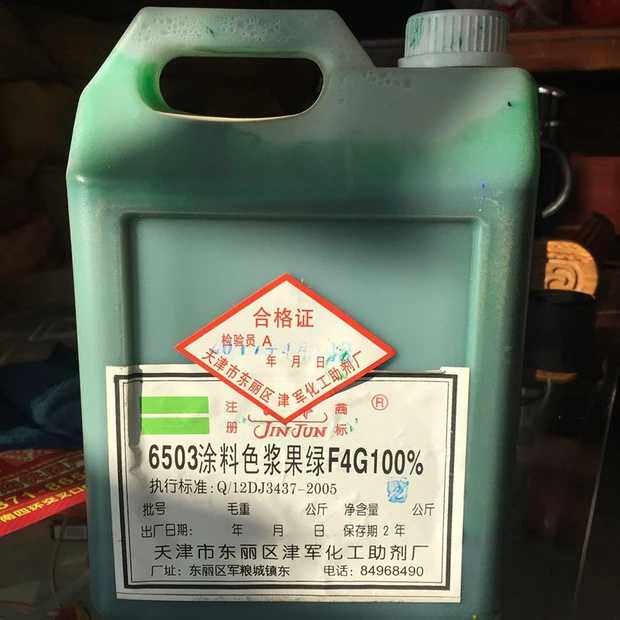 合格证
检验员 A
年 月 日
天津市东丽区津军化工助剂厂
注册 商标 ®
JINJUN
6503涂料色浆果绿F4G100%
执行标准:Q/12DJ3437-2005
批号 毛重 公斤 净含量 公斤
出厂日期: 年 月 日 保存期2年
天津市东丽区津军化工助剂厂
厂址: 东丽区军粮城镇东 电话: 84968490
南四环